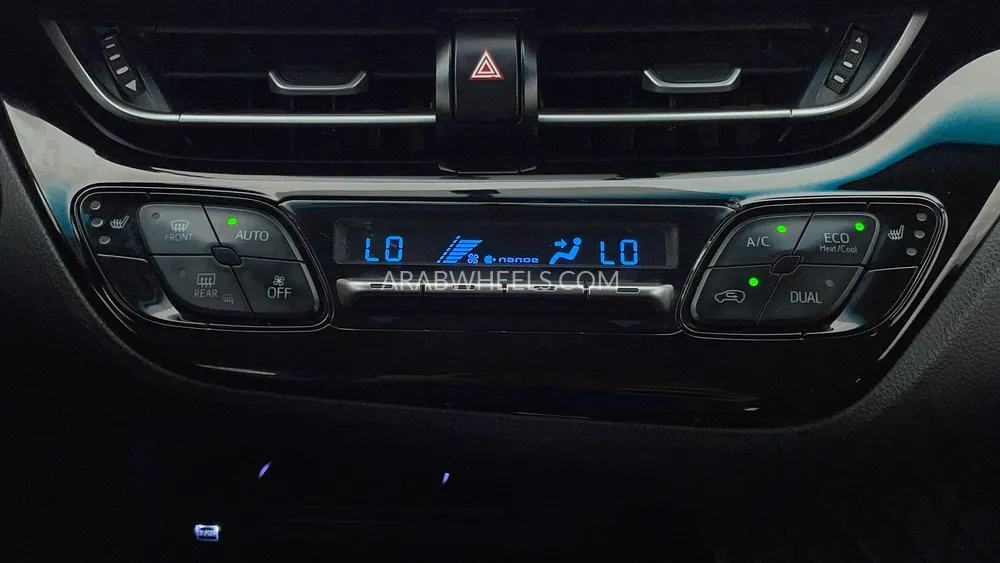 FRONT
AUTO
REAR
OFF
LO
nanoe
LO
A/C
ECO
Heat/Cool
DUAL
ARABWHEELS.COM